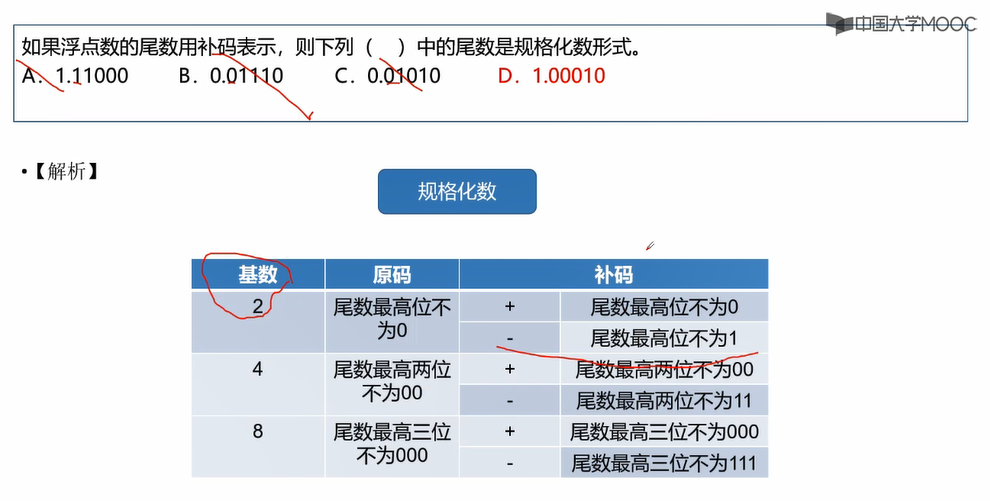 中国大学MOOC
如果浮点数的尾数用补码表示，则下列（ ）中的尾数是规格化数形式。
A．1.11000 B．0.01110 C．0.01010 D．1.00010
•【解析】
规格化数
基数 原码 补码
2 尾数最高位不为0 + 尾数最高位不为0
- 尾数最高位不为1
4 尾数最高两位不为00 + 尾数最高两位不为00
- 尾数最高两位不为11
8 尾数最高三位不为000 + 尾数最高三位不为000
- 尾数最高三位不为111